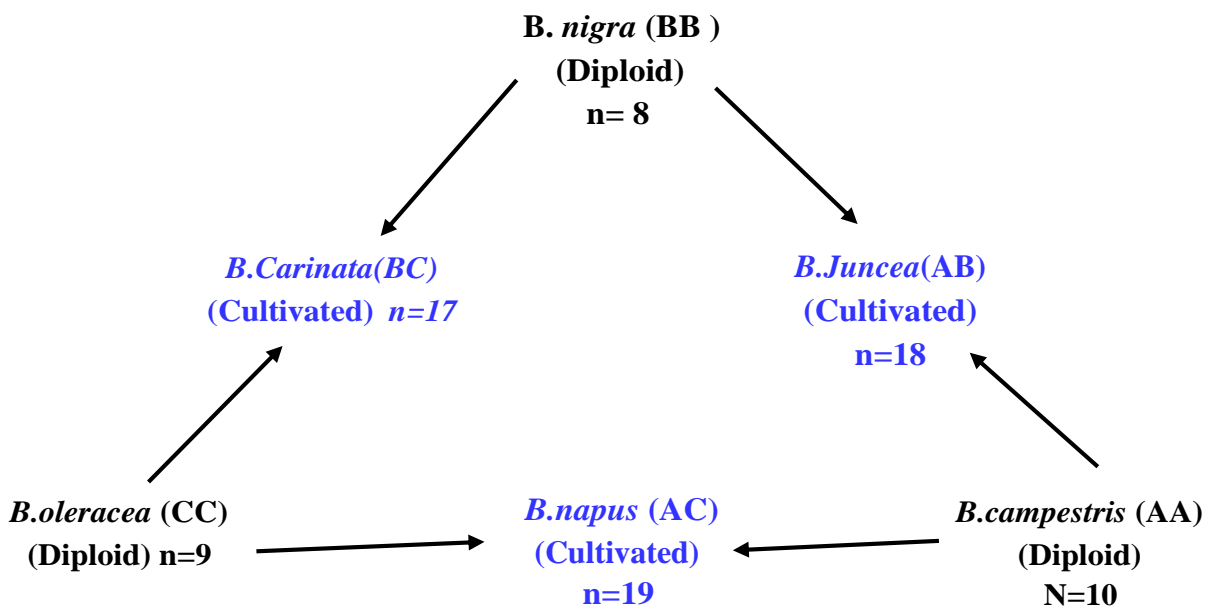 B. nigra (BB )
(Diploid)
n= 8
B.Carinata(BC)
(Cultivated) n=17
B.Juncea(AB)
(Cultivated)
n=18
B.oleracea (CC)
(Diploid) n=9
B.napus (AC)
(Cultivated)
n=19
B.campestris (AA)
(Diploid)
N=10